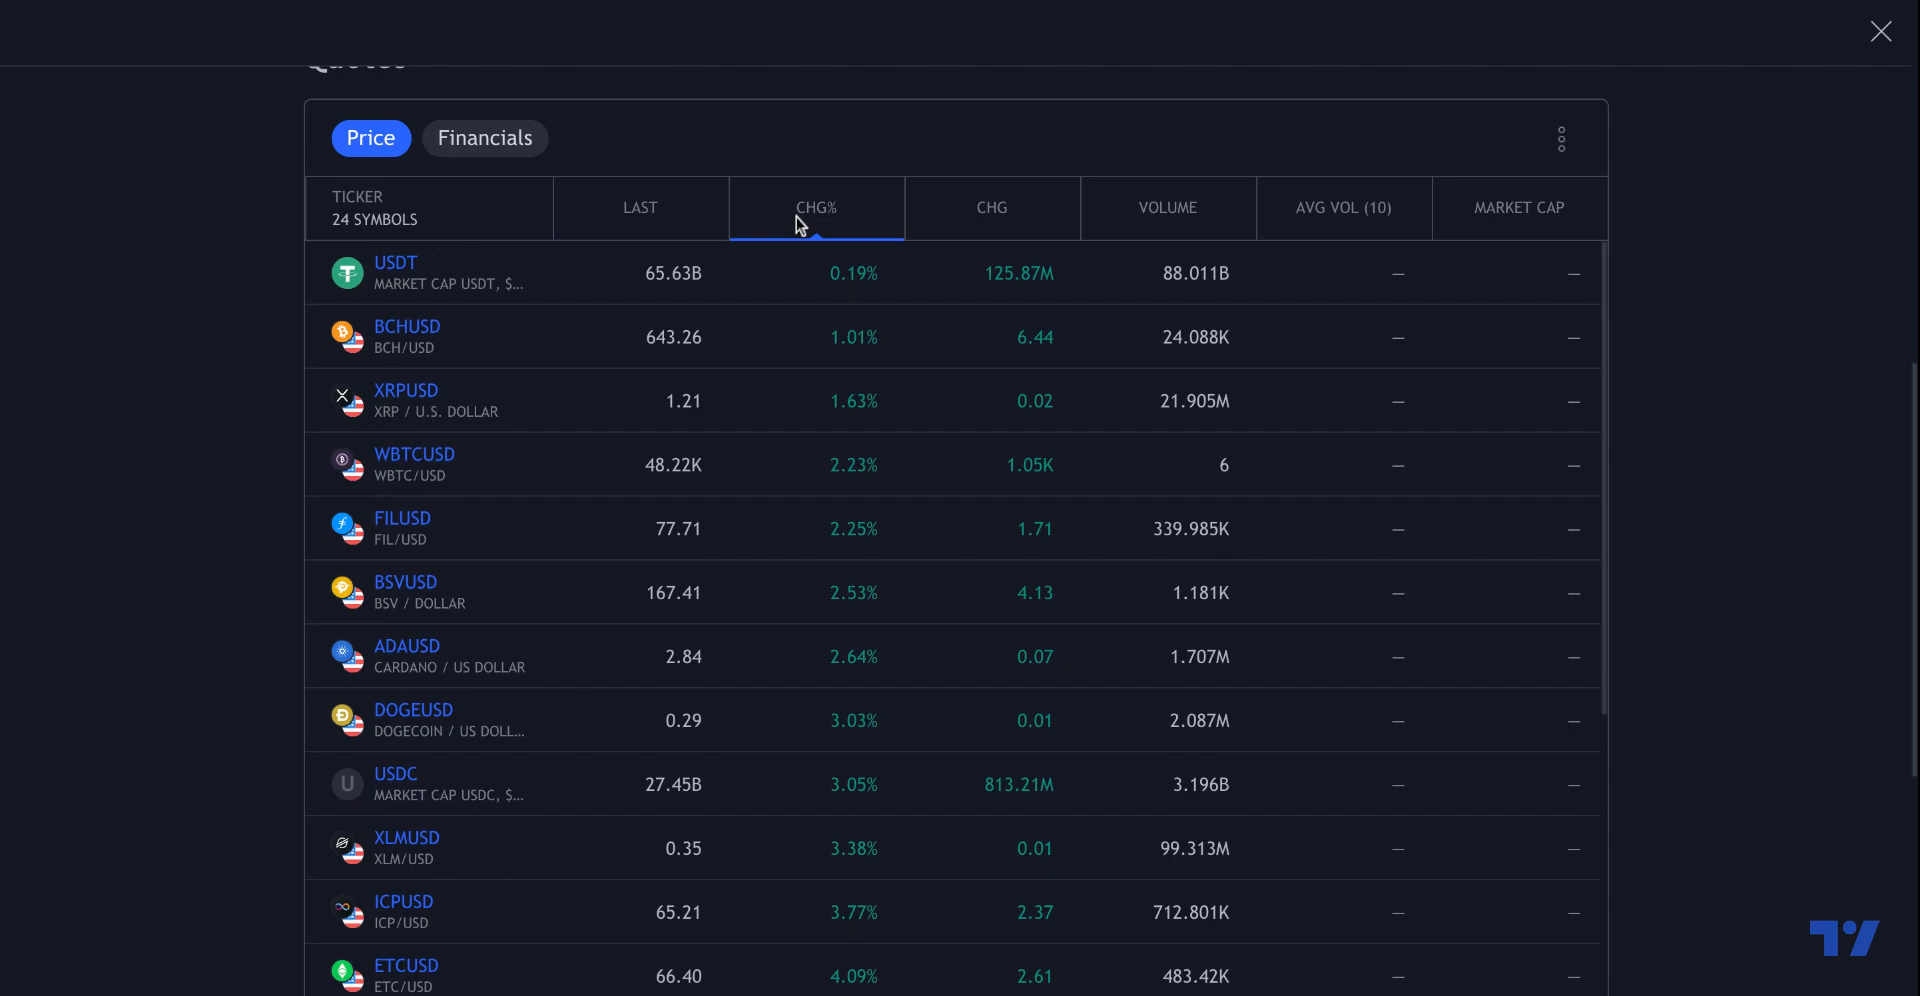 Quotes
Price Financials
TICKER
24 SYMBOLS
LAST CHG% CHG VOLUME AVG VOL (10) MARKET CAP
USDT 65.63B 0.19% 125.87M 88.011B — —
MARKET CAP USDT, $...
BCHUSD 643.26 1.01% 6.44 24.088K — —
BCH/USD
XRPUSD 1.21 1.63% 0.02 21.905M — —
XRP / U.S. DOLLAR
WBTCUSD 48.22K 2.23% 1.05K 6 — —
WBTC/USD
FILUSD 77.71 2.25% 1.71 339.985K — —
FIL/USD
BSVUSD 167.41 2.53% 4.13 1.181K — —
BSV / DOLLAR
ADAUSD 2.84 2.64% 0.07 1.707M — —
CARDANO / US DOLLAR
DOGEUSD 0.29 3.03% 0.01 2.087M — —
DOGECOIN / US DOLL...
U USDC 27.45B 3.05% 813.21M 3.196B — —
MARKET CAP USDC, $...
XLMUSD 0.35 3.38% 0.01 99.313M — —
XLM/USD
ICPUSD 65.21 3.77% 2.37 712.801K — —
ICP/USD
ETCUSD 66.40 4.09% 2.61 483.42K — —
ETC/USD